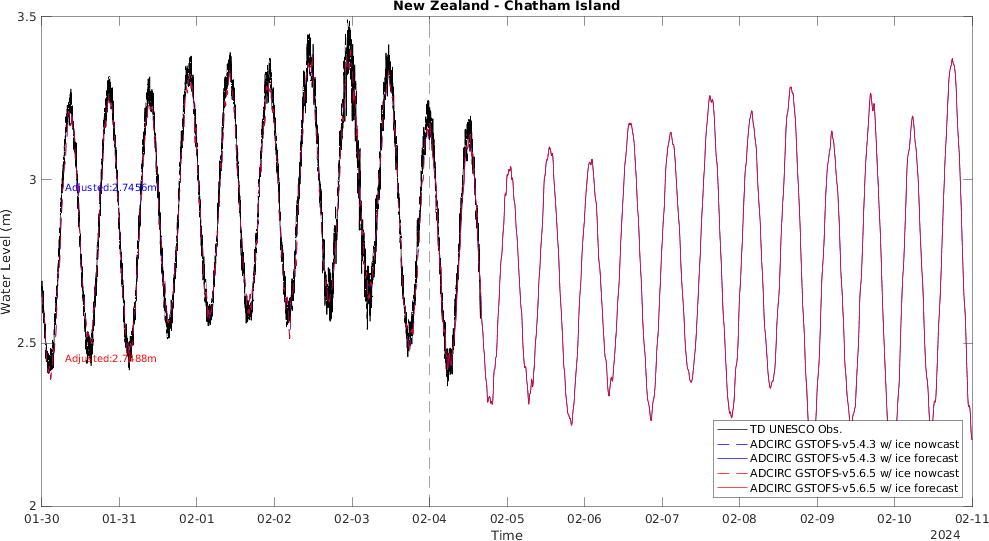 New Zealand - Chatham Island
3.5
3
2.5
2
Water Level (m)
Adjusted:2.7456m
Adjusted:2.7488m
TD UNESCO Obs.
ADCIRC GSTOFS-v5.4.3 w/ ice nowcast
ADCIRC GSTOFS-v5.4.3 w/ ice forecast
ADCIRC GSTOFS-v5.6.5 w/ ice nowcast
ADCIRC GSTOFS-v5.6.5 w/ ice forecast
01-30 01-31 02-01 02-02 02-03 02-04 02-05 02-06 02-07 02-08 02-09 02-10 02-11
Time
2024